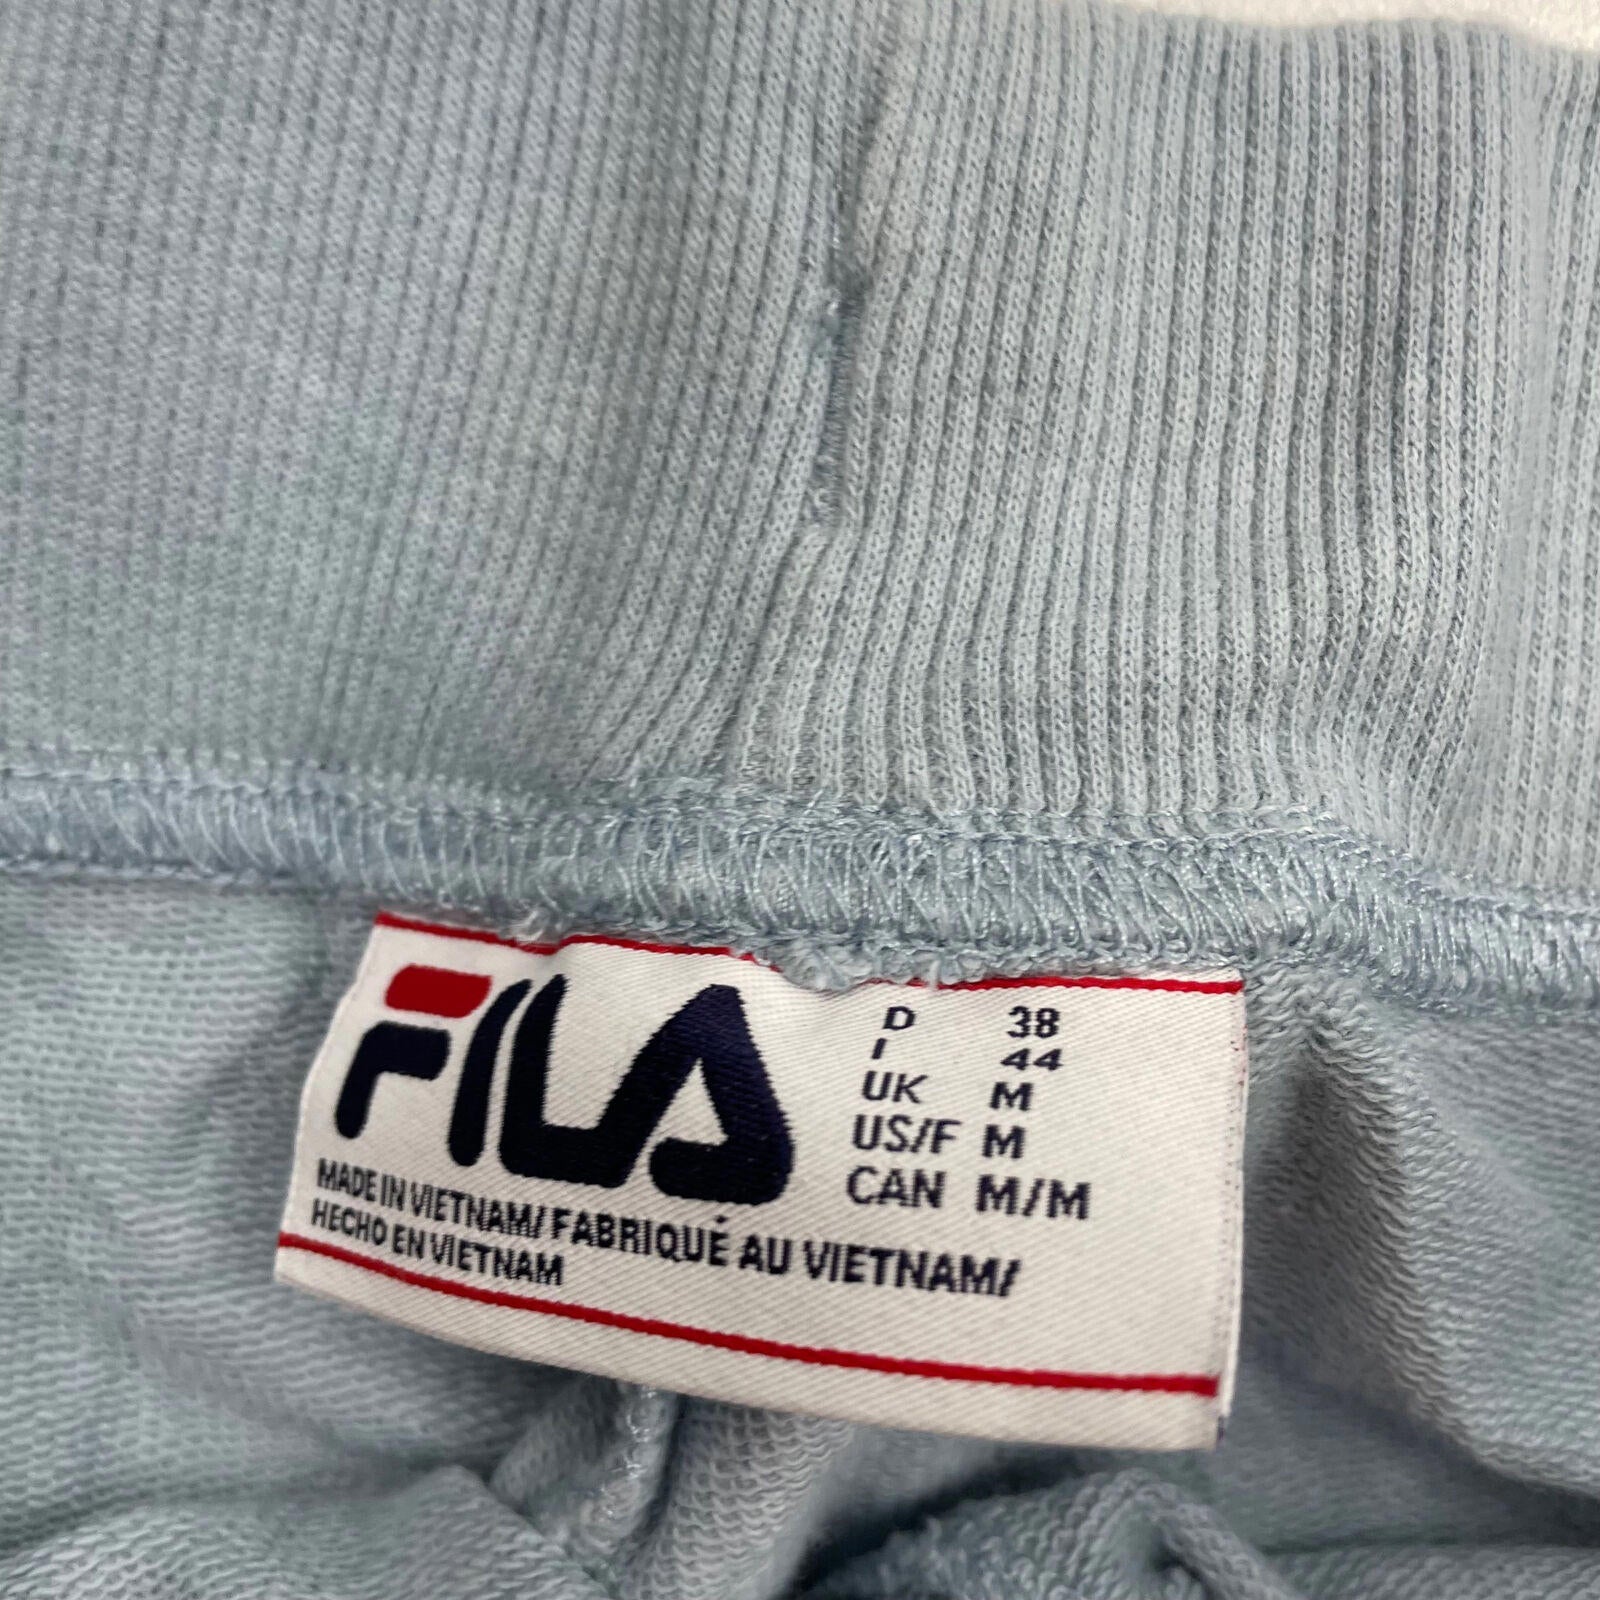 FILA
D 38
I 44
UK M
US/F M
CAN M/M
MADE IN VIETNAM/ FABRIQUÉ AU VIETNAM/
HECHO EN VIETNAM